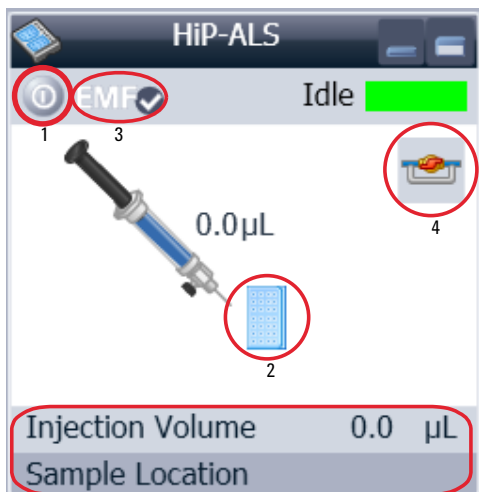 HiP-ALS
EMF
Idle
1
3
4
0.0µL
2
Injection Volume 0.0 µL
Sample Location